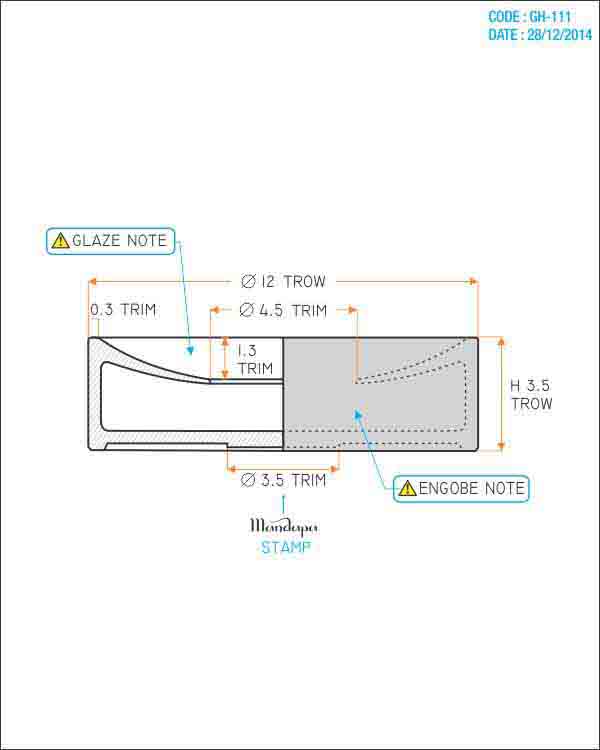 CODE : GH-111
DATE : 28/12/2014
GLAZE NOTE
Ø 12 TROW
0.3 TRIM
Ø 4.5 TRIM
1.3
TRIM
H 3.5
TROW
Ø 3.5 TRIM
ENGOBE NOTE
Mandapa
STAMP